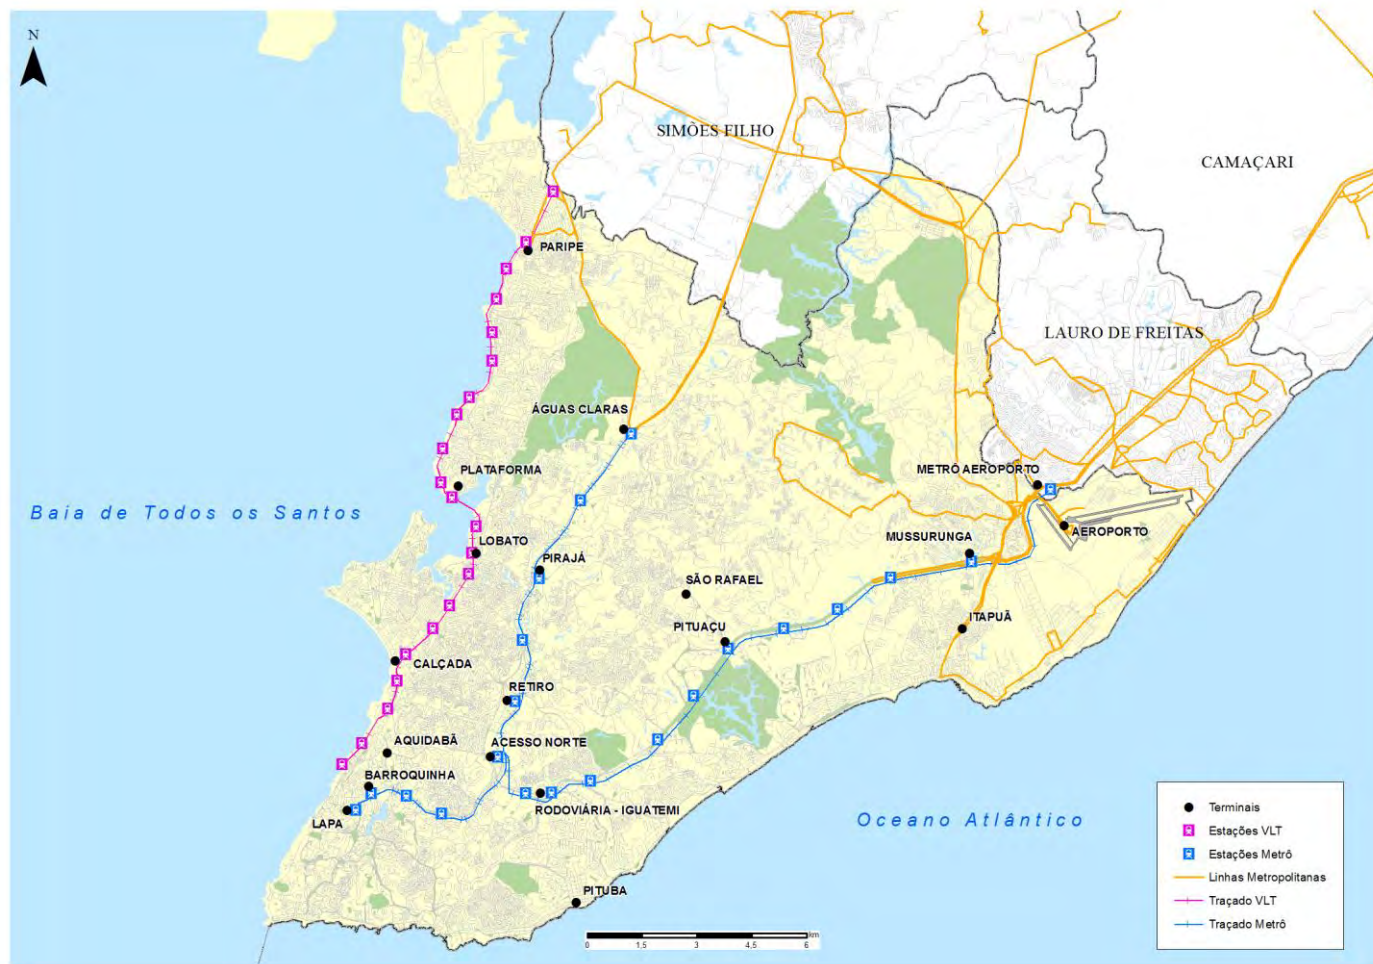 N
SIMÕES FILHO
CAMAÇARI
PARIPE
LAURO DE FREITAS
ÁGUAS CLARAS
PLATAFORMA
METRÔ AEROPÔRTO
Baia de Todos os Santos
AEROPORTO
MUSSURUNGA
LOBATO
PIRAJÁ
SÃO RAFAEL
ITAPUÃ
PITUAÇU
CALÇADA
RETIRO
AQUIDABÃ
ACESSO NORTE
BARROQUINHA
RODOVIÁRIA - IGUATEMI
LAPA
Oceano Atlântico
PITUBA
Terminais
Estações VLT
Estações Metrô
Linhas Metropolitanas
Traçado VLT
Traçado Metrô
km
0 1,5 3 4,5 6